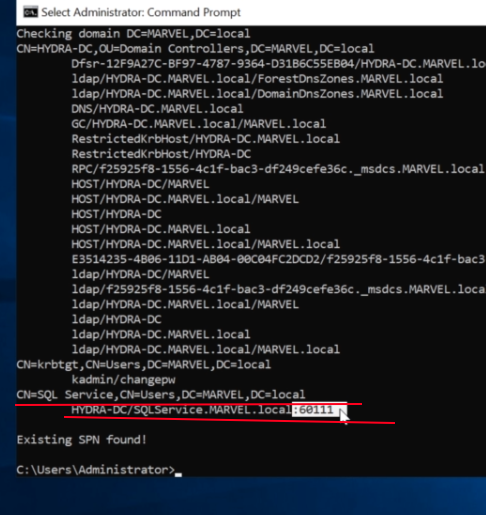 Select Administrator: Command Prompt
Checking domain DC=MARVEL,DC=local
CN=HYDRA-DC,OU=Domain Controllers,DC=MARVEL,DC=local
Dfsr-12F9A27C-BF97-4787-9364-D31B6C55EB04/HYDRA-DC.MARVEL.lo
ldap/HYDRA-DC.MARVEL.local/ForestDnsZones.MARVEL.local
ldap/HYDRA-DC.MARVEL.local/DomainDnsZones.MARVEL.local
DNS/HYDRA-DC.MARVEL.local
GC/HYDRA-DC.MARVEL.local/MARVEL.local
RestrictedKrbHost/HYDRA-DC.MARVEL.local
RestrictedKrbHost/HYDRA-DC
RPC/f25925f8-1556-4c1f-bac3-df249cefe36c._msdcs.MARVEL.local
HOST/HYDRA-DC/MARVEL
HOST/HYDRA-DC.MARVEL.local/MARVEL
HOST/HYDRA-DC
HOST/HYDRA-DC.MARVEL.local
HOST/HYDRA-DC.MARVEL.local/MARVEL.local
E3514235-4B06-11D1-AB04-00C04FC2DCD2/f25925f8-1556-4c1f-bac3
ldap/HYDRA-DC/MARVEL
ldap/f25925f8-1556-4c1f-bac3-df249cefe36c._msdcs.MARVEL.loca
ldap/HYDRA-DC.MARVEL.local/MARVEL
ldap/HYDRA-DC
ldap/HYDRA-DC.MARVEL.local
ldap/HYDRA-DC.MARVEL.local/MARVEL.local
CN=krbtgt,CN=Users,DC=MARVEL,DC=local
kadmin/changepw
CN=SQL Service,CN=Users,DC=MARVEL,DC=local
HYDRA-DC/SQLService.MARVEL.local:60111
Existing SPN found!
C:\Users\Administrator>